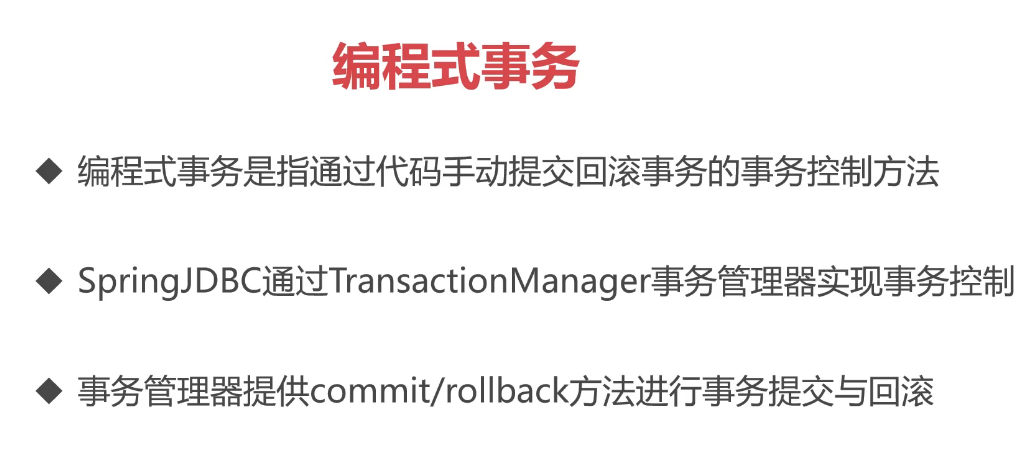 编程式事务
◆ 编程式事务是指通过代码手动提交回滚事务的事务控制方法
◆ SpringJDBC通过TransactionManager事务管理器实现事务控制
◆ 事务管理器提供commit/rollback方法进行事务提交与回滚